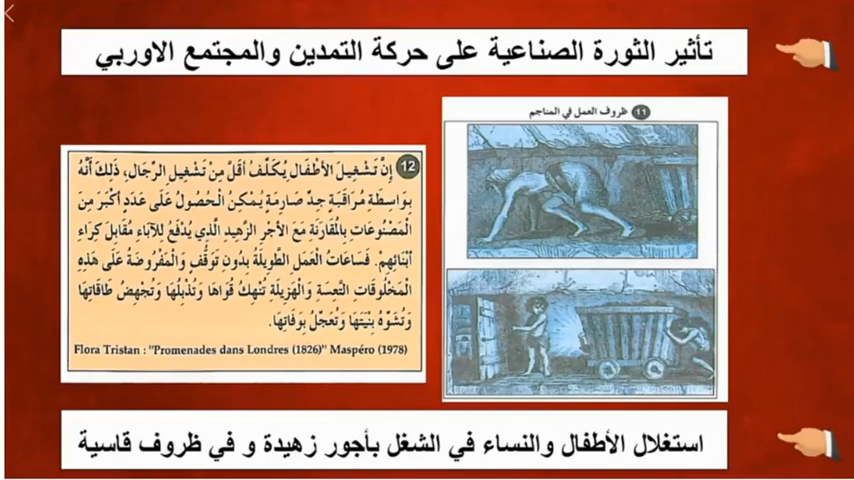 تأثير الثورة الصناعية على حركة التمدين والمجتمع الاوربي
11 ظروف العمل في المناجم
12 إِنَّ تَشْغِيلَ الأَطْفَال يُكَلِّفُ أَقَلَّ مِنْ تَشْغِيل الرِّجَال، ذَلِكَ أَنَّهُ
بِوَاسِطَةِ مُرَاقَبَةٍ جِدِّ صَارِمَةٍ يُمْكِنُ الْحُصُولُ عَلَى عَدَدٍ أَكْبَرَ مِنَ
الْمَصْنُوعَاتِ بِالْمُقَارَنَةِ مَعَ الأَجْرِ الزَّهِيدِ الَّذِي يُدْفَعُ لِلآبَاءِ مُقَابِلَ كِرَاءِ
أَبْنَائِهِمْ. فَسَاعَاتُ الْعَمَلِ الطَّوِيلَةُ بِدُونِ تَوَقُّفٍ وَالْمَفْرُوضَةُ عَلَى هَذِهِ
الْمَخْلُوقَاتِ التَّعِسَةِ وَالْهَزِيلَةِ تُنْهِكُ قُوَاهَا وَتُذْبِلُهَا وَتُجْهِضُ طَاقَاتِهَا
وَتُشَوِّهُ بِنْيَتَهَا وَتُعَجِّلُ بِوَفَاتِهَا.
Flora Tristan : "Promenades dans Londres (1826)" Maspéro (1978)
استغلال الأطفال والنساء في الشغل بأجور زهيدة و في ظروف قاسية